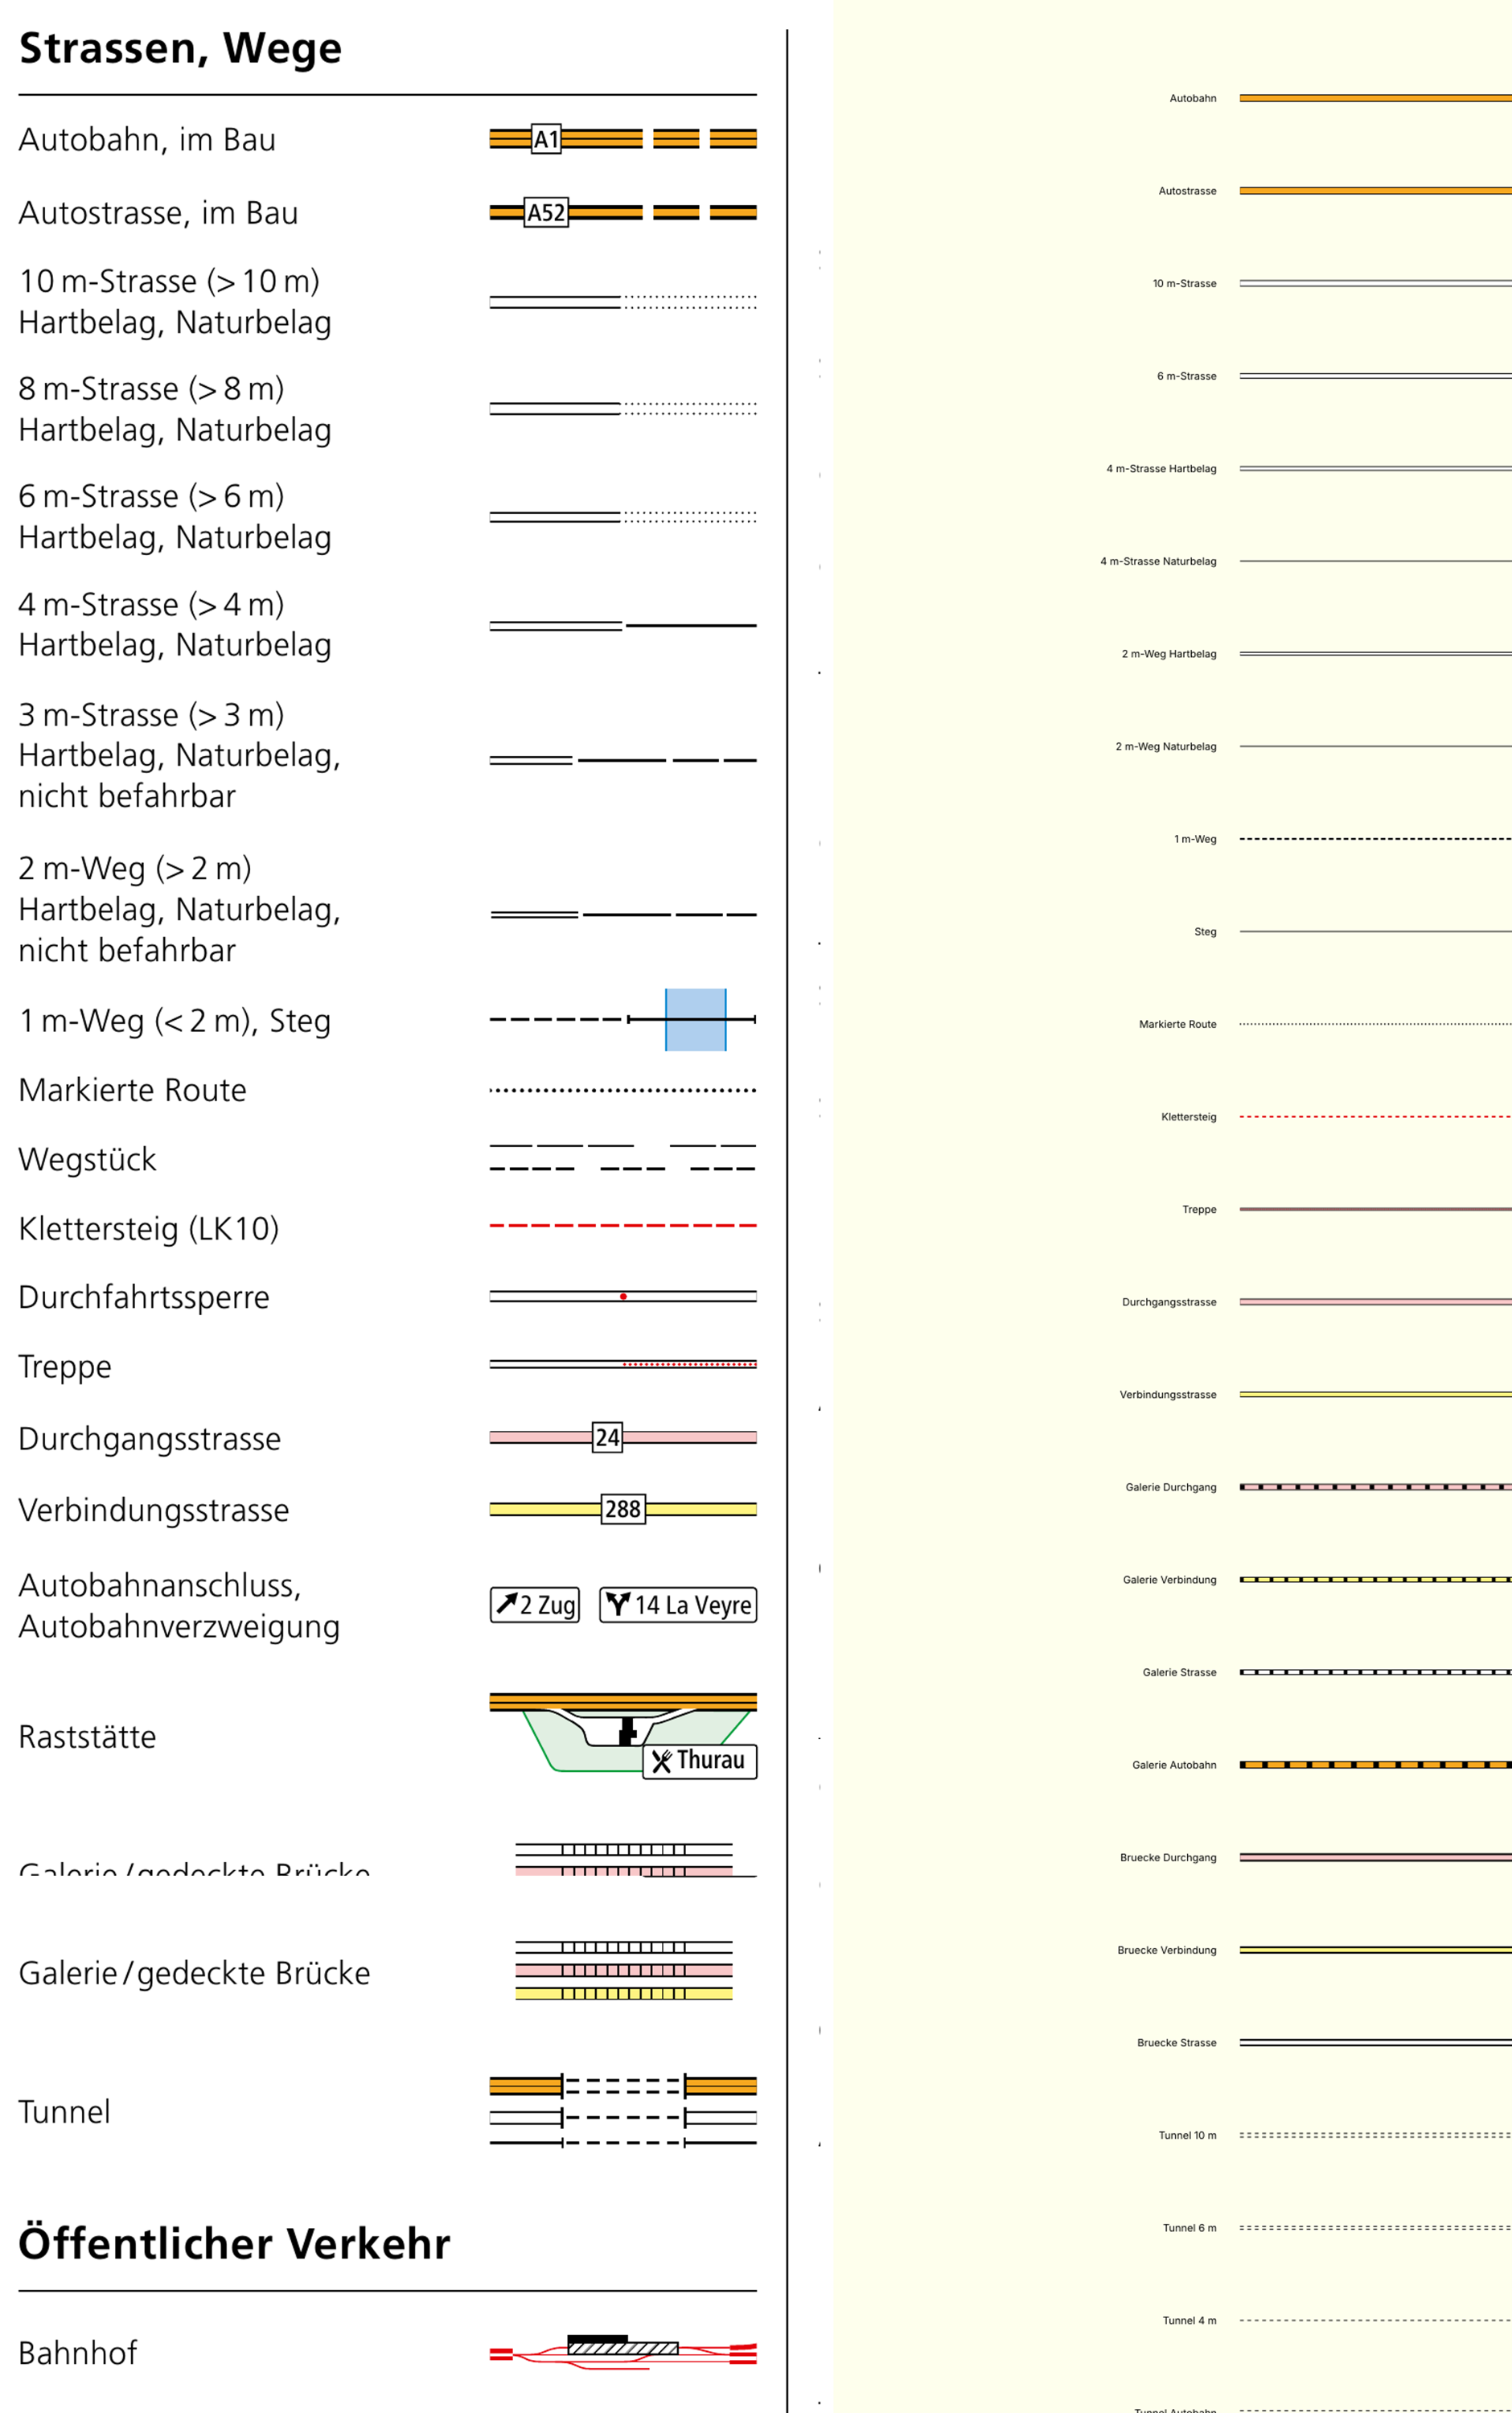 Strassen, Wege
Autobahn, im Bau
A1
Autostrasse, im Bau
A52
10 m-Strasse (> 10 m)
Hartbelag, Naturbelag
8 m-Strasse (> 8 m)
Hartbelag, Naturbelag
6 m-Strasse (> 6 m)
Hartbelag, Naturbelag
4 m-Strasse (> 4 m)
Hartbelag, Naturbelag
3 m-Strasse (> 3 m)
Hartbelag, Naturbelag,
nicht befahrbar
2 m-Weg (> 2 m)
Hartbelag, Naturbelag,
nicht befahrbar
1 m-Weg (< 2 m), Steg
Markierte Route
Wegstück
Klettersteig (LK10)
Durchfahrtssperre
Treppe
Durchgangsstrasse
24
Verbindungsstrasse
288
Autobahnanschluss,
Autobahnverzweigung
2 Zug
14 La Veyre
Raststätte
Thurau
Galerie / gedeckte Brücke
Galerie / gedeckte Brücke
Tunnel
Öffentlicher Verkehr
Bahnhof
Autobahn
Autostrasse
10 m-Strasse
6 m-Strasse
4 m-Strasse Hartbelag
4 m-Strasse Naturbelag
2 m-Weg Hartbelag
2 m-Weg Naturbelag
1 m-Weg
Steg
Markierte Route
Klettersteig
Treppe
Durchgangsstrasse
Verbindungsstrasse
Galerie Durchgang
Galerie Verbindung
Galerie Strasse
Galerie Autobahn
Bruecke Durchgang
Bruecke Verbindung
Bruecke Strasse
Tunnel 10 m
Tunnel 6 m
Tunnel 4 m
Tunnel Autobahn